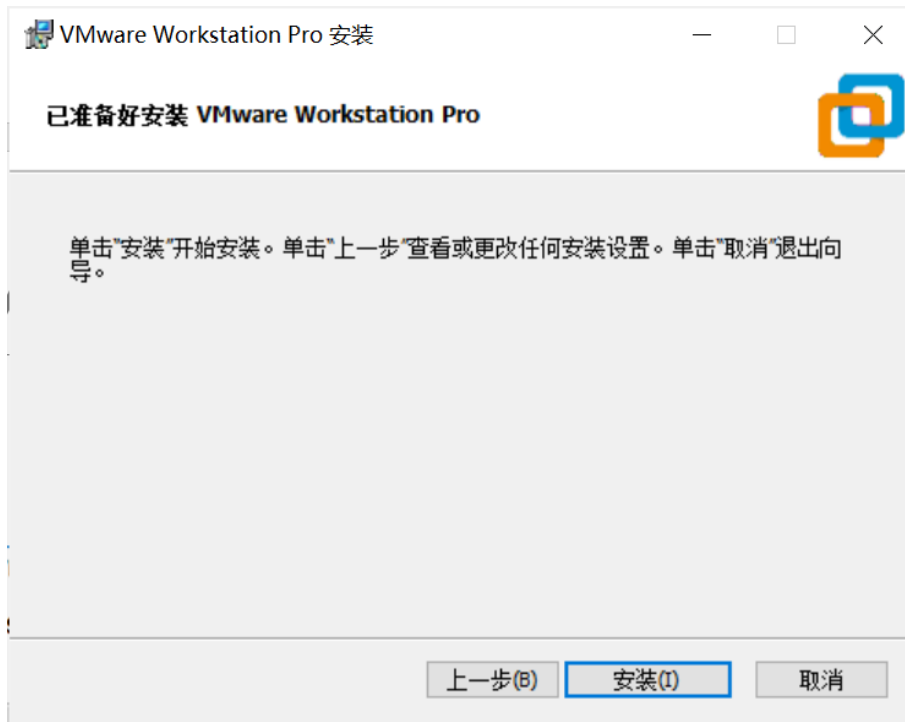 VMware Workstation Pro 安装
已准备好安装 VMware Workstation Pro
单击"安装"开始安装。单击"上一步"查看或更改任何安装设置。单击"取消"退出向
导。
上一步(B) 安装(I) 取消